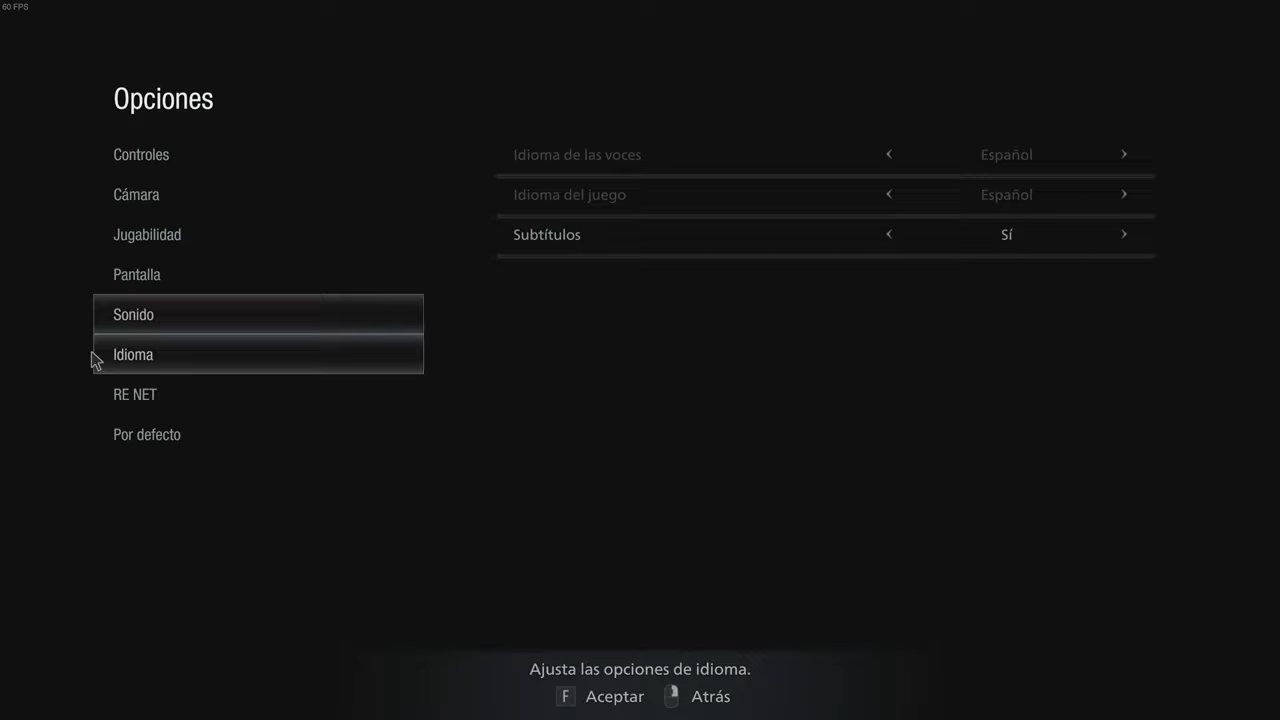 60 FPS
Opciones
Controles
Cámara
Jugabilidad
Pantalla
Sonido
Idioma
RE NET
Por defecto
Idioma de las voces Español
Idioma del juego Español
Subtítulos Sí
Ajusta las opciones de idioma.
F Aceptar Atrás